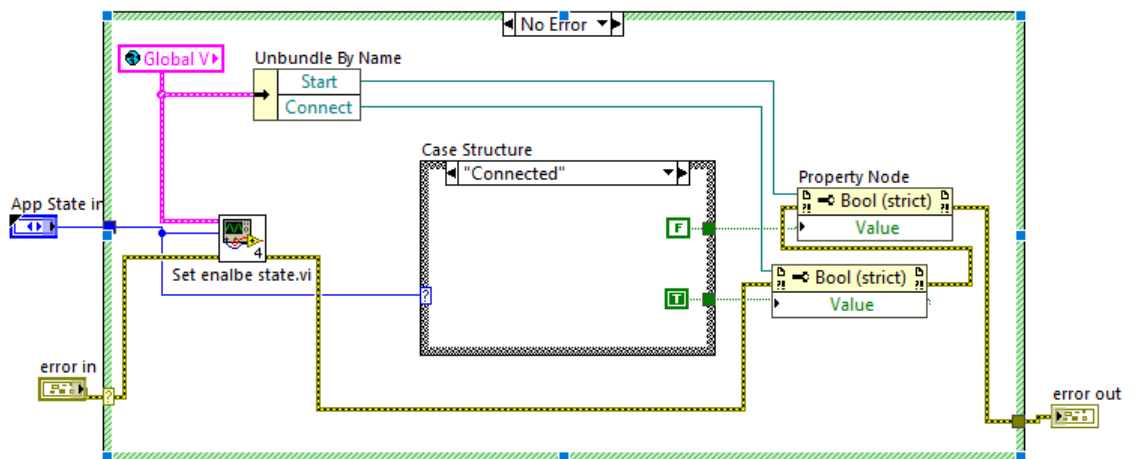 No Error
Global V
Unbundle By Name
Start
Connect
Case Structure
"Connected"
Property Node
App State in
Bool (strict)
F
Value
4
Set enalbe state.vi
Bool (strict)
?
T
Value
error in
?
error out